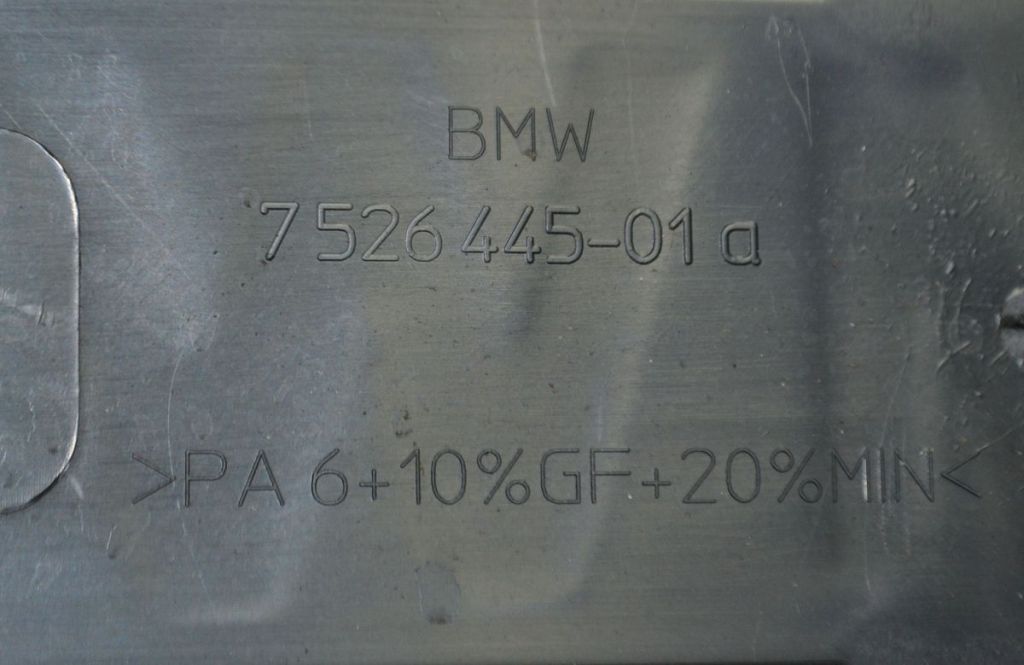 BMW
7 526 445-01 a
>PA 6+10%GF+20%MIN<